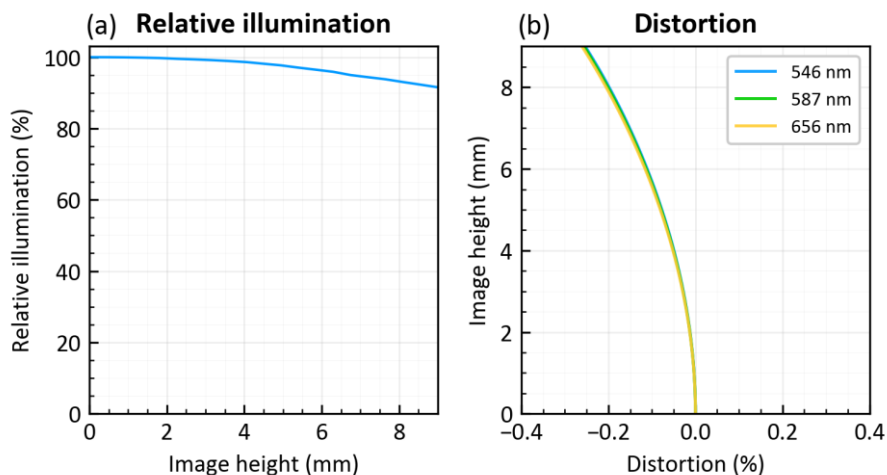 (a) Relative illumination
100
80
60
40
20
0
0 2 4 6 8
Relative illumination (%)
Image height (mm)
(b) Distortion
546 nm
587 nm
656 nm
8
6
4
2
0
−0.4 −0.2 0.0 0.2 0.4
Image height (mm)
Distortion (%)